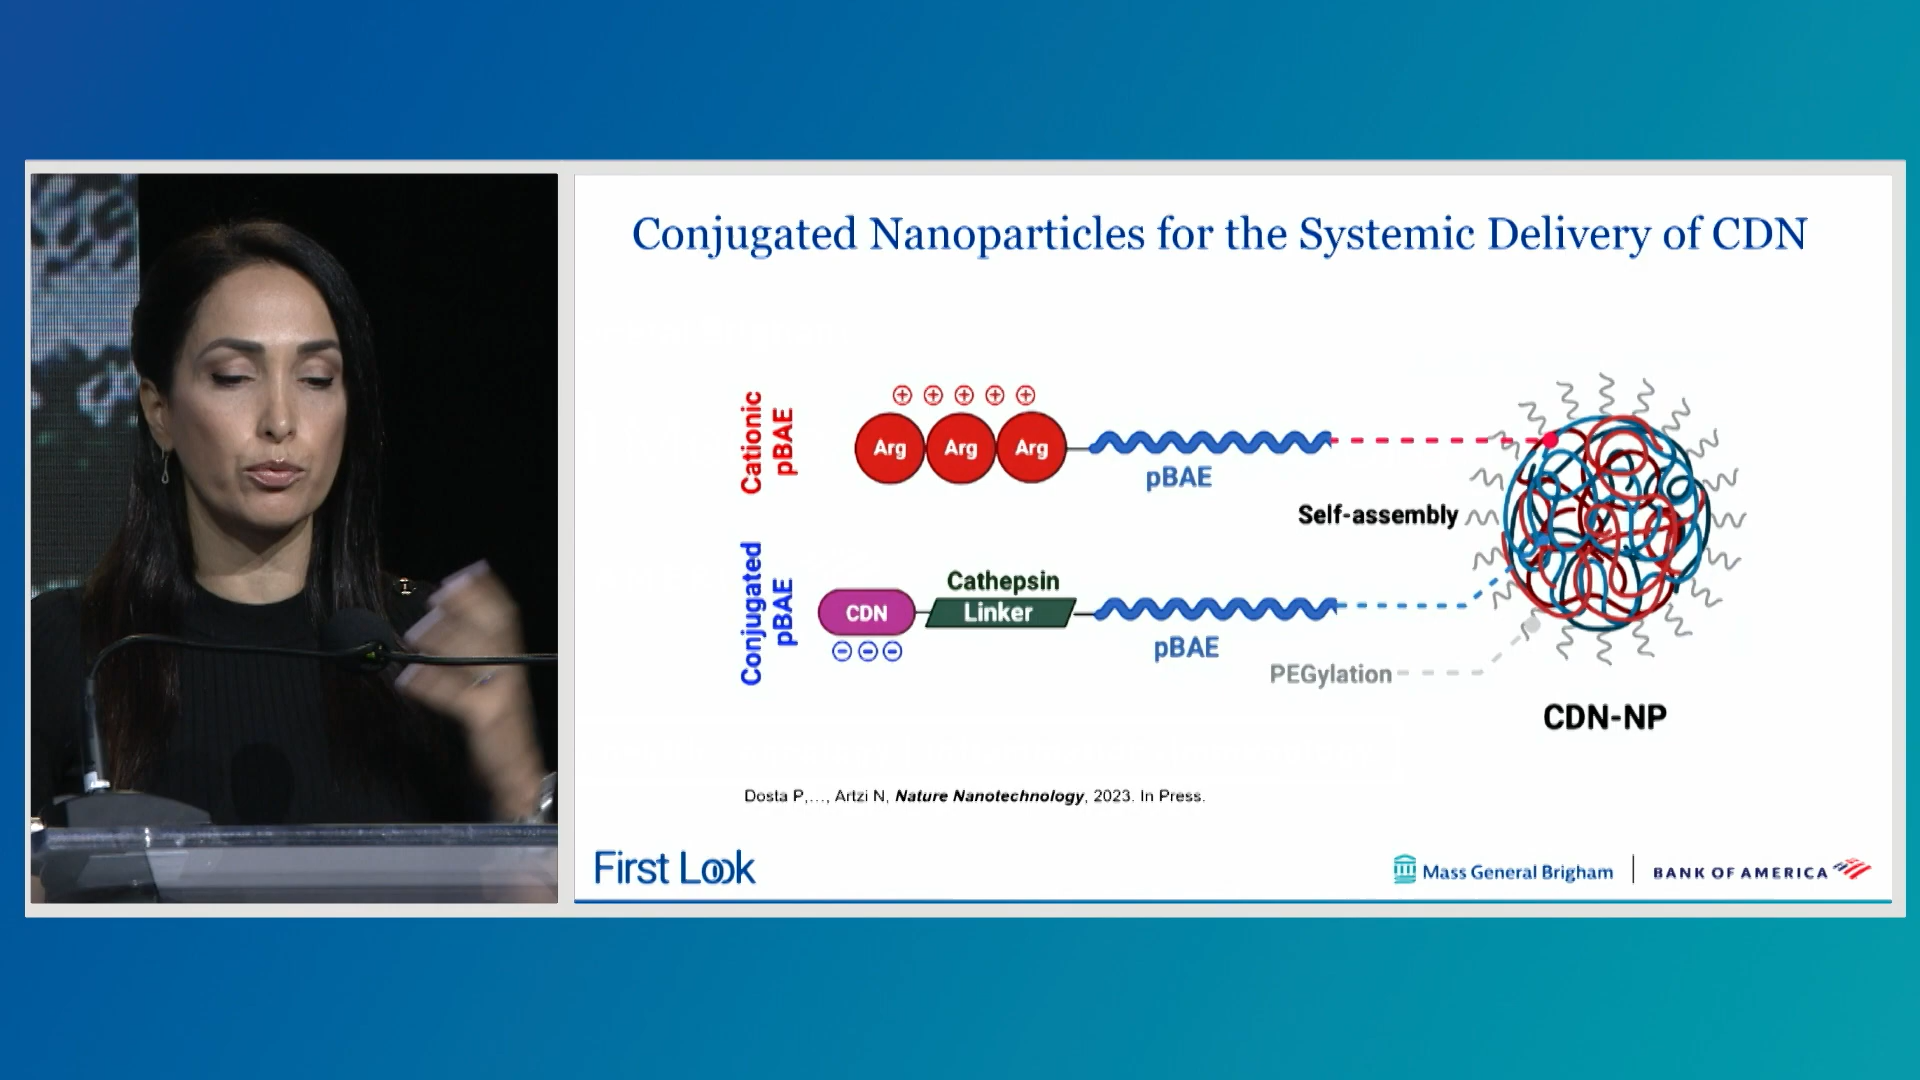 Conjugated Nanoparticles for the Systemic Delivery of CDN
Cationic
pBAE
Arg Arg Arg
pBAE
Self-assembly
Conjugated
pBAE
CDN
Cathepsin
Linker
pBAE
PEGylation
CDN-NP
Dosta P,..., Artzi N, Nature Nanotechnology, 2023. In Press.
First Look
Mass General Brigham
BANK OF AMERICA